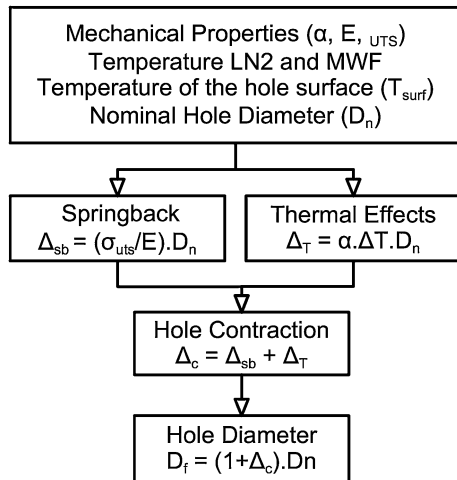 Mechanical Properties (α, E, UTS)
Temperature LN2 and MWF
Temperature of the hole surface (Tsurf)
Nominal Hole Diameter (Dn)
Springback
Δsb = (σuts/E).Dn
Thermal Effects
ΔT = α.ΔT.Dn
Hole Contraction
Δc = Δsb + ΔT
Hole Diameter
Df = (1+Δc).Dn